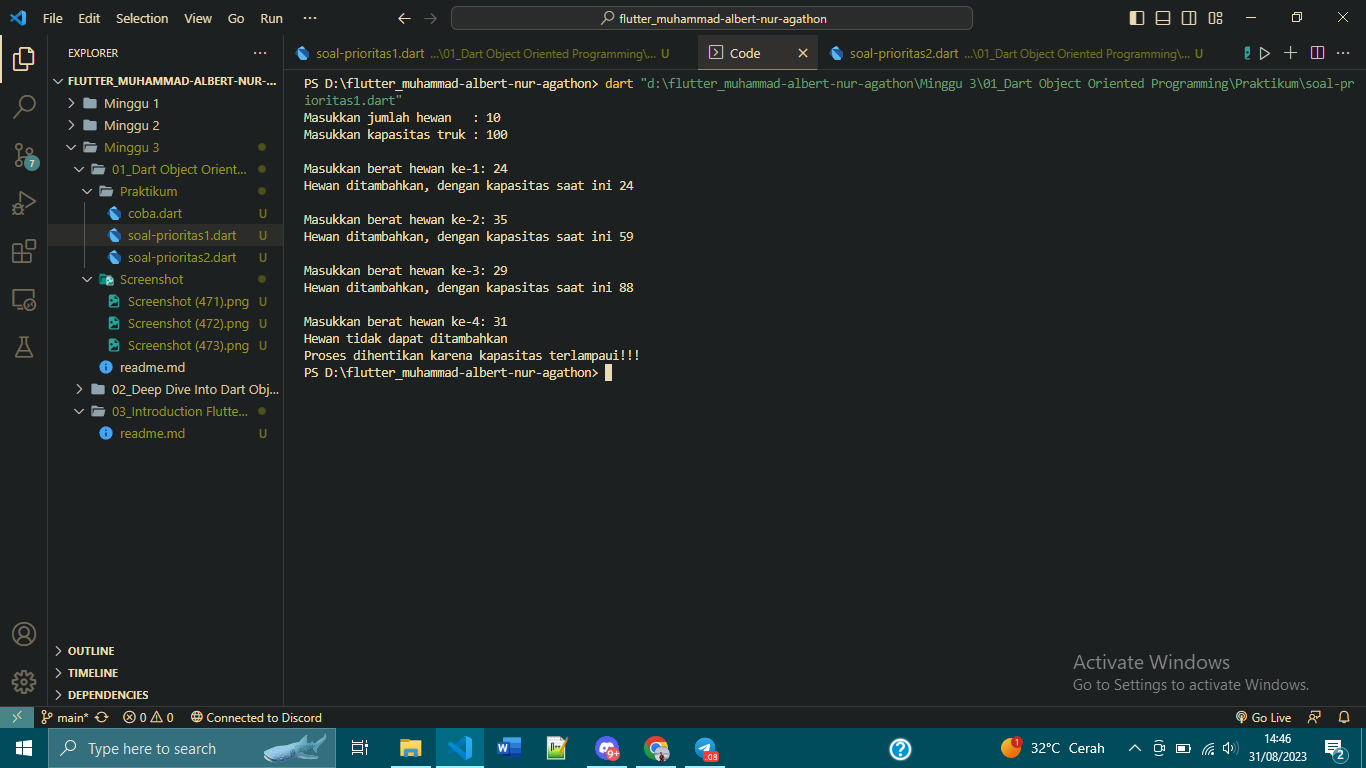 File Edit Selection View Go Run ··· flutter_muhammad-albert-nur-agathon
EXPLORER ···
FLUTTER_MUHAMMAD-ALBERT-NUR-...
Minggu 1
Minggu 2
Minggu 3
01_Dart Object Orient...
Praktikum
coba.dart U
soal-prioritas1.dart U
soal-prioritas2.dart U
Screenshot
Screenshot (471).png U
Screenshot (472).png U
Screenshot (473).png U
readme.md
02_Deep Dive Into Dart Obj...
03_Introduction Flutte...
readme.md U
OUTLINE
TIMELINE
DEPENDENCIES
7
soal-prioritas1.dart ...\01_Dart Object Oriented Programming\... U Code soal-prioritas2.dart ...\01_Dart Object Oriented Programming\... U
PS D:\flutter_muhammad-albert-nur-agathon> dart "d:\flutter_muhammad-albert-nur-agathon\Minggu 3\01_Dart Object Oriented Programming\Praktikum\soal-pr
ioritas1.dart"
Masukkan jumlah hewan   : 10
Masukkan kapasitas truk : 100
Masukkan berat hewan ke-1: 24
Hewan ditambahkan, dengan kapasitas saat ini 24
Masukkan berat hewan ke-2: 35
Hewan ditambahkan, dengan kapasitas saat ini 59
Masukkan berat hewan ke-3: 29
Hewan ditambahkan, dengan kapasitas saat ini 88
Masukkan berat hewan ke-4: 31
Hewan tidak dapat ditambahkan
Proses dihentikan karena kapasitas terlampaui!!!
PS D:\flutter_muhammad-albert-nur-agathon>
Activate Windows
Go to Settings to activate Windows.
main* 0 0 Connected to Discord Go Live
Type here to search 9+ .08 1 32°C Cerah 14:46
31/08/2023 2